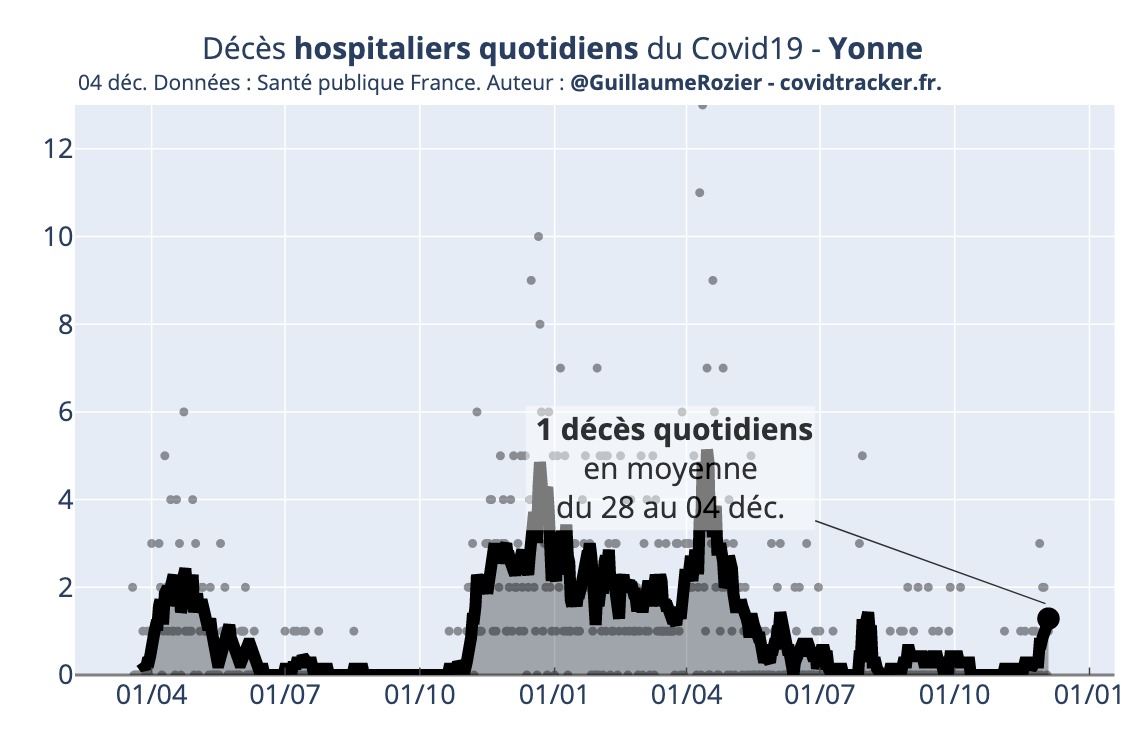 Décès hospitaliers quotidiens du Covid19 - Yonne
04 déc. Données : Santé publique France. Auteur : @GuillaumeRozier - covidtracker.fr.
12
10
8
6
4
2
0
1 décès quotidiens
en moyenne
du 28 au 04 déc.
01/04 01/07 01/10 01/01 01/04 01/07 01/10 01/01